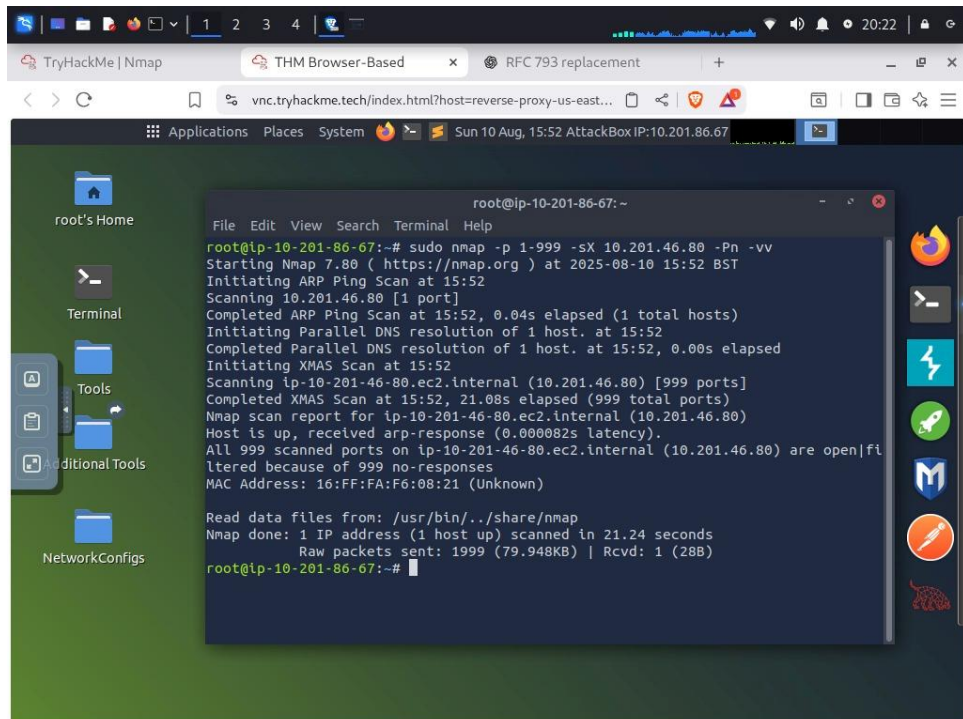 1 2 3 4 20:22
TryHackMe | Nmap THM Browser-Based × RFC 793 replacement +
vnc.tryhackme.tech/index.html?host=reverse-proxy-us-east...
Applications Places System Sun 10 Aug, 15:52 AttackBox IP:10.201.86.67
root's Home
Terminal
Tools
Additional Tools
NetworkConfigs
root@ip-10-201-86-67: ~
File Edit View Search Terminal Help
root@ip-10-201-86-67:~# sudo nmap -p 1-999 -sX 10.201.46.80 -Pn -vv
Starting Nmap 7.80 ( https://nmap.org ) at 2025-08-10 15:52 BST
Initiating ARP Ping Scan at 15:52
Scanning 10.201.46.80 [1 port]
Completed ARP Ping Scan at 15:52, 0.04s elapsed (1 total hosts)
Initiating Parallel DNS resolution of 1 host. at 15:52
Completed Parallel DNS resolution of 1 host. at 15:52, 0.00s elapsed
Initiating XMAS Scan at 15:52
Scanning ip-10-201-46-80.ec2.internal (10.201.46.80) [999 ports]
Completed XMAS Scan at 15:52, 21.08s elapsed (999 total ports)
Nmap scan report for ip-10-201-46-80.ec2.internal (10.201.46.80)
Host is up, received arp-response (0.000082s latency).
All 999 scanned ports on ip-10-201-46-80.ec2.internal (10.201.46.80) are open|fi
ltered because of 999 no-responses
MAC Address: 16:FF:FA:F6:08:21 (Unknown)
Read data files from: /usr/bin/../share/nmap
Nmap done: 1 IP address (1 host up) scanned in 21.24 seconds
Raw packets sent: 1999 (79.948KB) | Rcvd: 1 (28B)
root@ip-10-201-86-67:~#